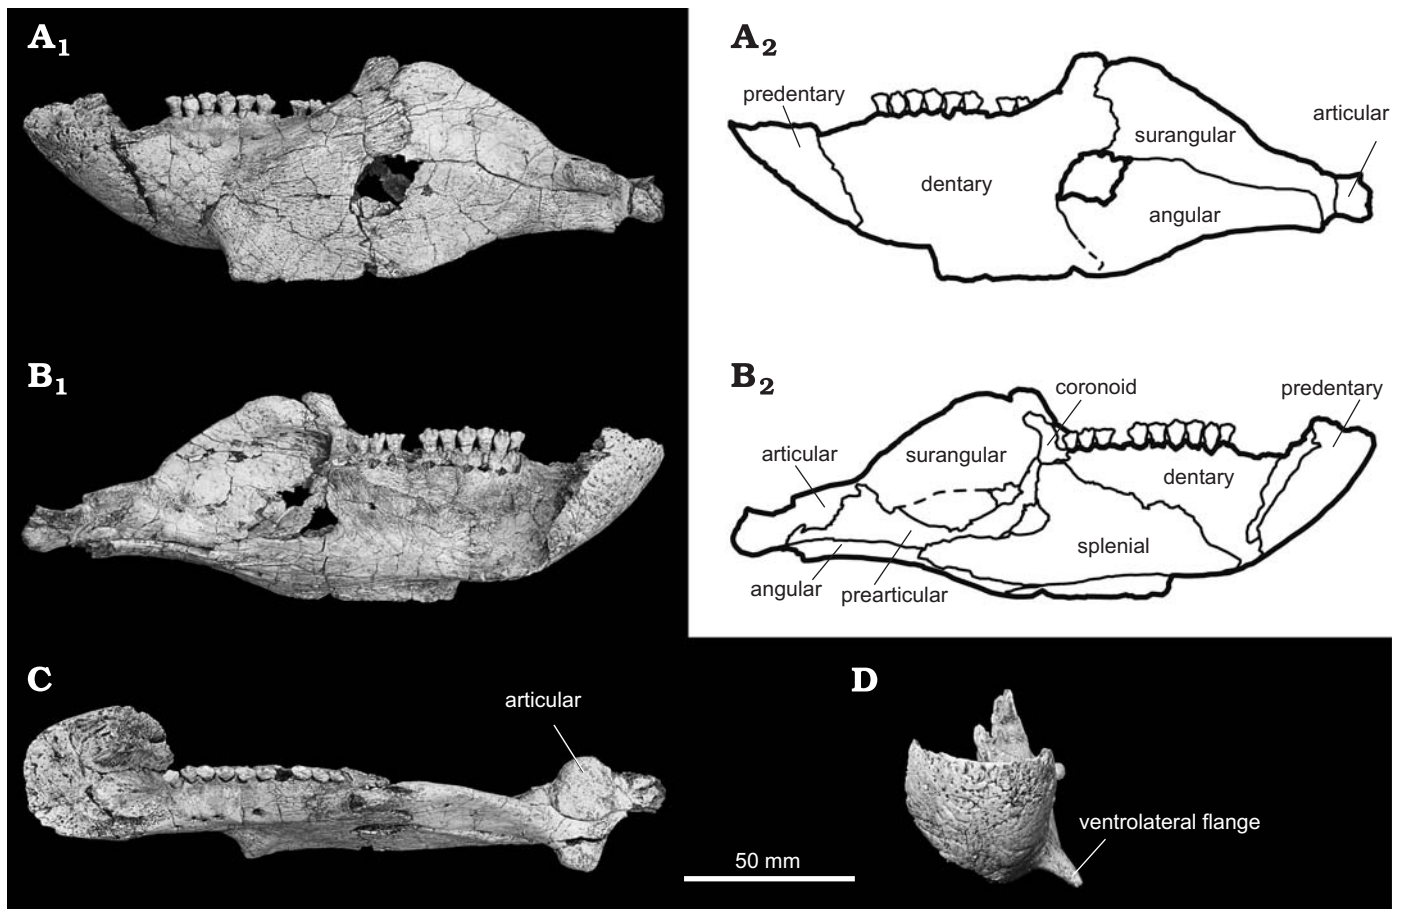 A1
A2
predentary
articular
surangular
dentary
angular
B1
B2
coronoid
predentary
articular
surangular
dentary
splenial
angular
prearticular
C
D
articular
ventrolateral flange
50 mm